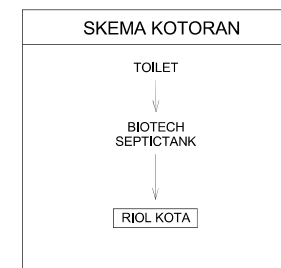 SKEMA KOTORAN
TOILET
BIOTECH
SEPTICTANK
RIOL KOTA